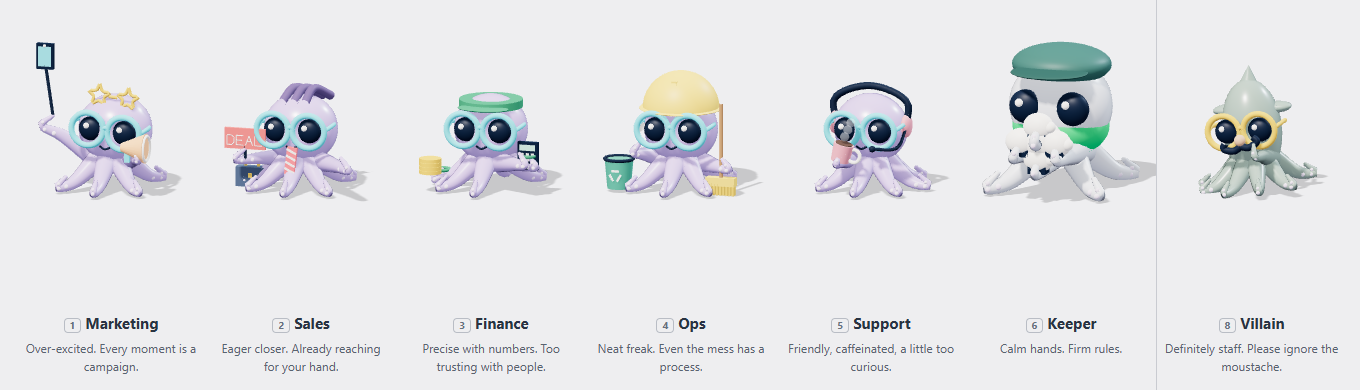 DEAL
1 Marketing
Over-excited. Every moment is a
campaign.
2 Sales
Eager closer. Already reaching
for your hand.
3 Finance
Precise with numbers. Too
trusting with people.
4 Ops
Neat freak. Even the mess has a
process.
5 Support
Friendly, caffeinated, a little too
curious.
6 Keeper
Calm hands. Firm rules.
8 Villain
Definitely staff. Please ignore the
moustache.